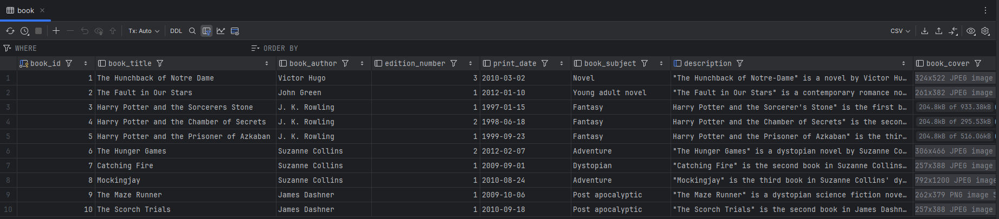 book
Tx: Auto DDL CSV
WHERE ORDER BY
book_id book_title book_author edition_number print_date book_subject description book_cover
1 1 The Hunchback of Notre Dame Victor Hugo 3 2010-03-02 Novel "The Hunchback of Notre-Dame" is a novel by Victor Hu… 324x522 JPEG image
2 2 The Fault in Our Stars John Green 1 2012-01-10 Young adult novel "The Fault in Our Stars" is a contemporary romance no… 261x382 JPEG image
3 3 Harry Potter and the Sorcerers Stone J. K. Rowling 1 1997-01-15 Fantasy Harry Potter and the Sorcerer's Stone" is the first b… 204.8kB of 933.38kB
4 4 Harry Potter and the Chamber of Secrets J. K. Rowling 2 1998-06-18 Fantasy Harry Potter and the Chamber of Secrets" is the secon… 204.8kB of 295.53kB
5 5 Harry Potter and the Prisoner of Azkaban J. K. Rowling 1 1999-09-23 Fantasy Harry Potter and the Prisoner of Azkaban" is the thir… 204.8kB of 516.06kB
6 6 The Hunger Games Suzanne Collins 2 2012-02-07 Adventure "The Hunger Games" is a dystopian novel by Suzanne Co… 306x466 JPEG image
7 7 Catching Fire Suzanne Collins 1 2009-09-01 Dystopian "Catching Fire" is the second book in Suzanne Collins… 257x388 JPEG image
8 8 Mockingjay Suzanne Collins 1 2010-08-24 Adventure "Mockingjay" is the third book in Suzanne Collins' dy… 792x1200 JPEG image
9 9 The Maze Runner James Dashner 1 2009-10-06 Post apocalyptic "The Maze Runner" is a dystopian science fiction nove… 262x379 PNG image 5
10 10 The Scorch Trials James Dashner 1 2010-09-18 Post apocalyptic "The Scorch Trials" is the second book in James Dashn… 257x388 JPEG image